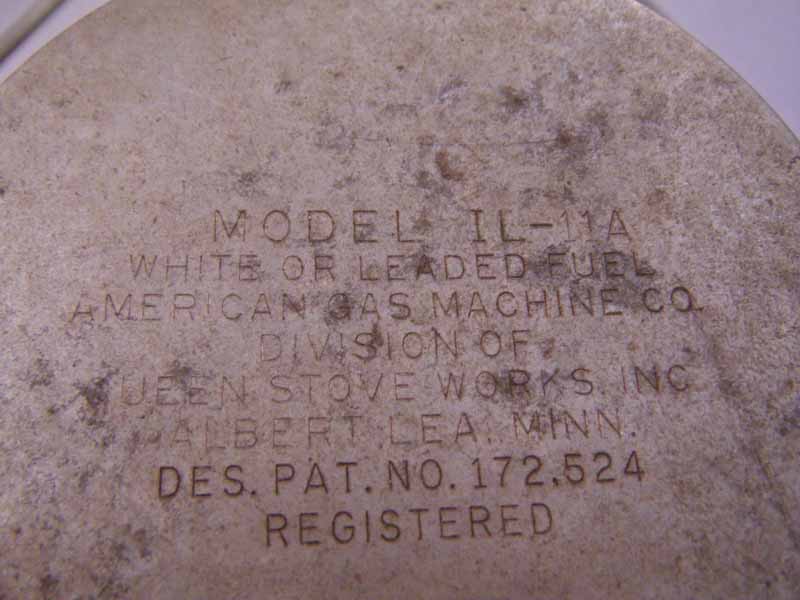 MODEL IL-11A
WHITE OR LEADED FUEL
AMERICAN GAS MACHINE CO.
DIVISION OF
QUEEN STOVE WORKS, INC
ALBERT LEA, MINN.
DES. PAT. NO. 172,524
REGISTERED